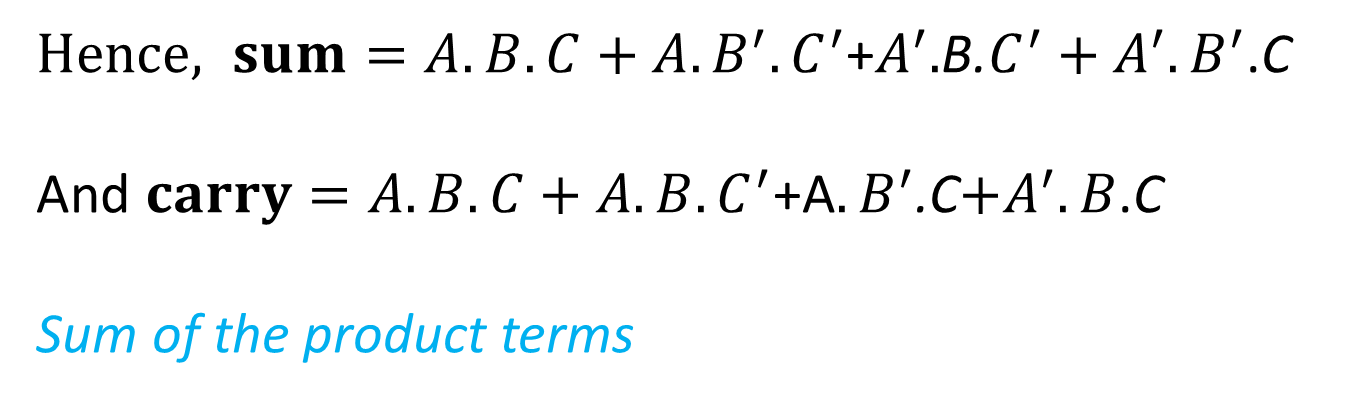 Hence, sum = A.B.C + A.B′.C′+A′.B.C′ + A′.B′.C
And carry = A.B.C + A.B.C′+A.B′.C+A′.B.C
Sum of the product terms